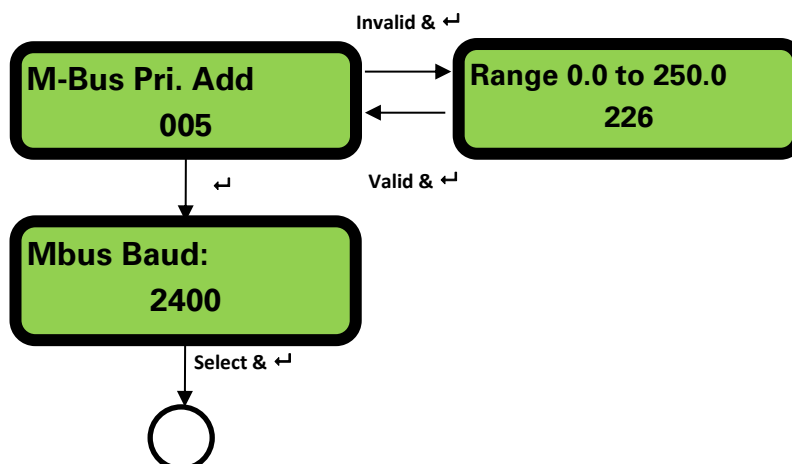 Invalid & ↵
M-Bus Pri. Add
005
Range 0.0 to 250.0
226
Valid & ↵
↵
Mbus Baud:
2400
Select & ↵